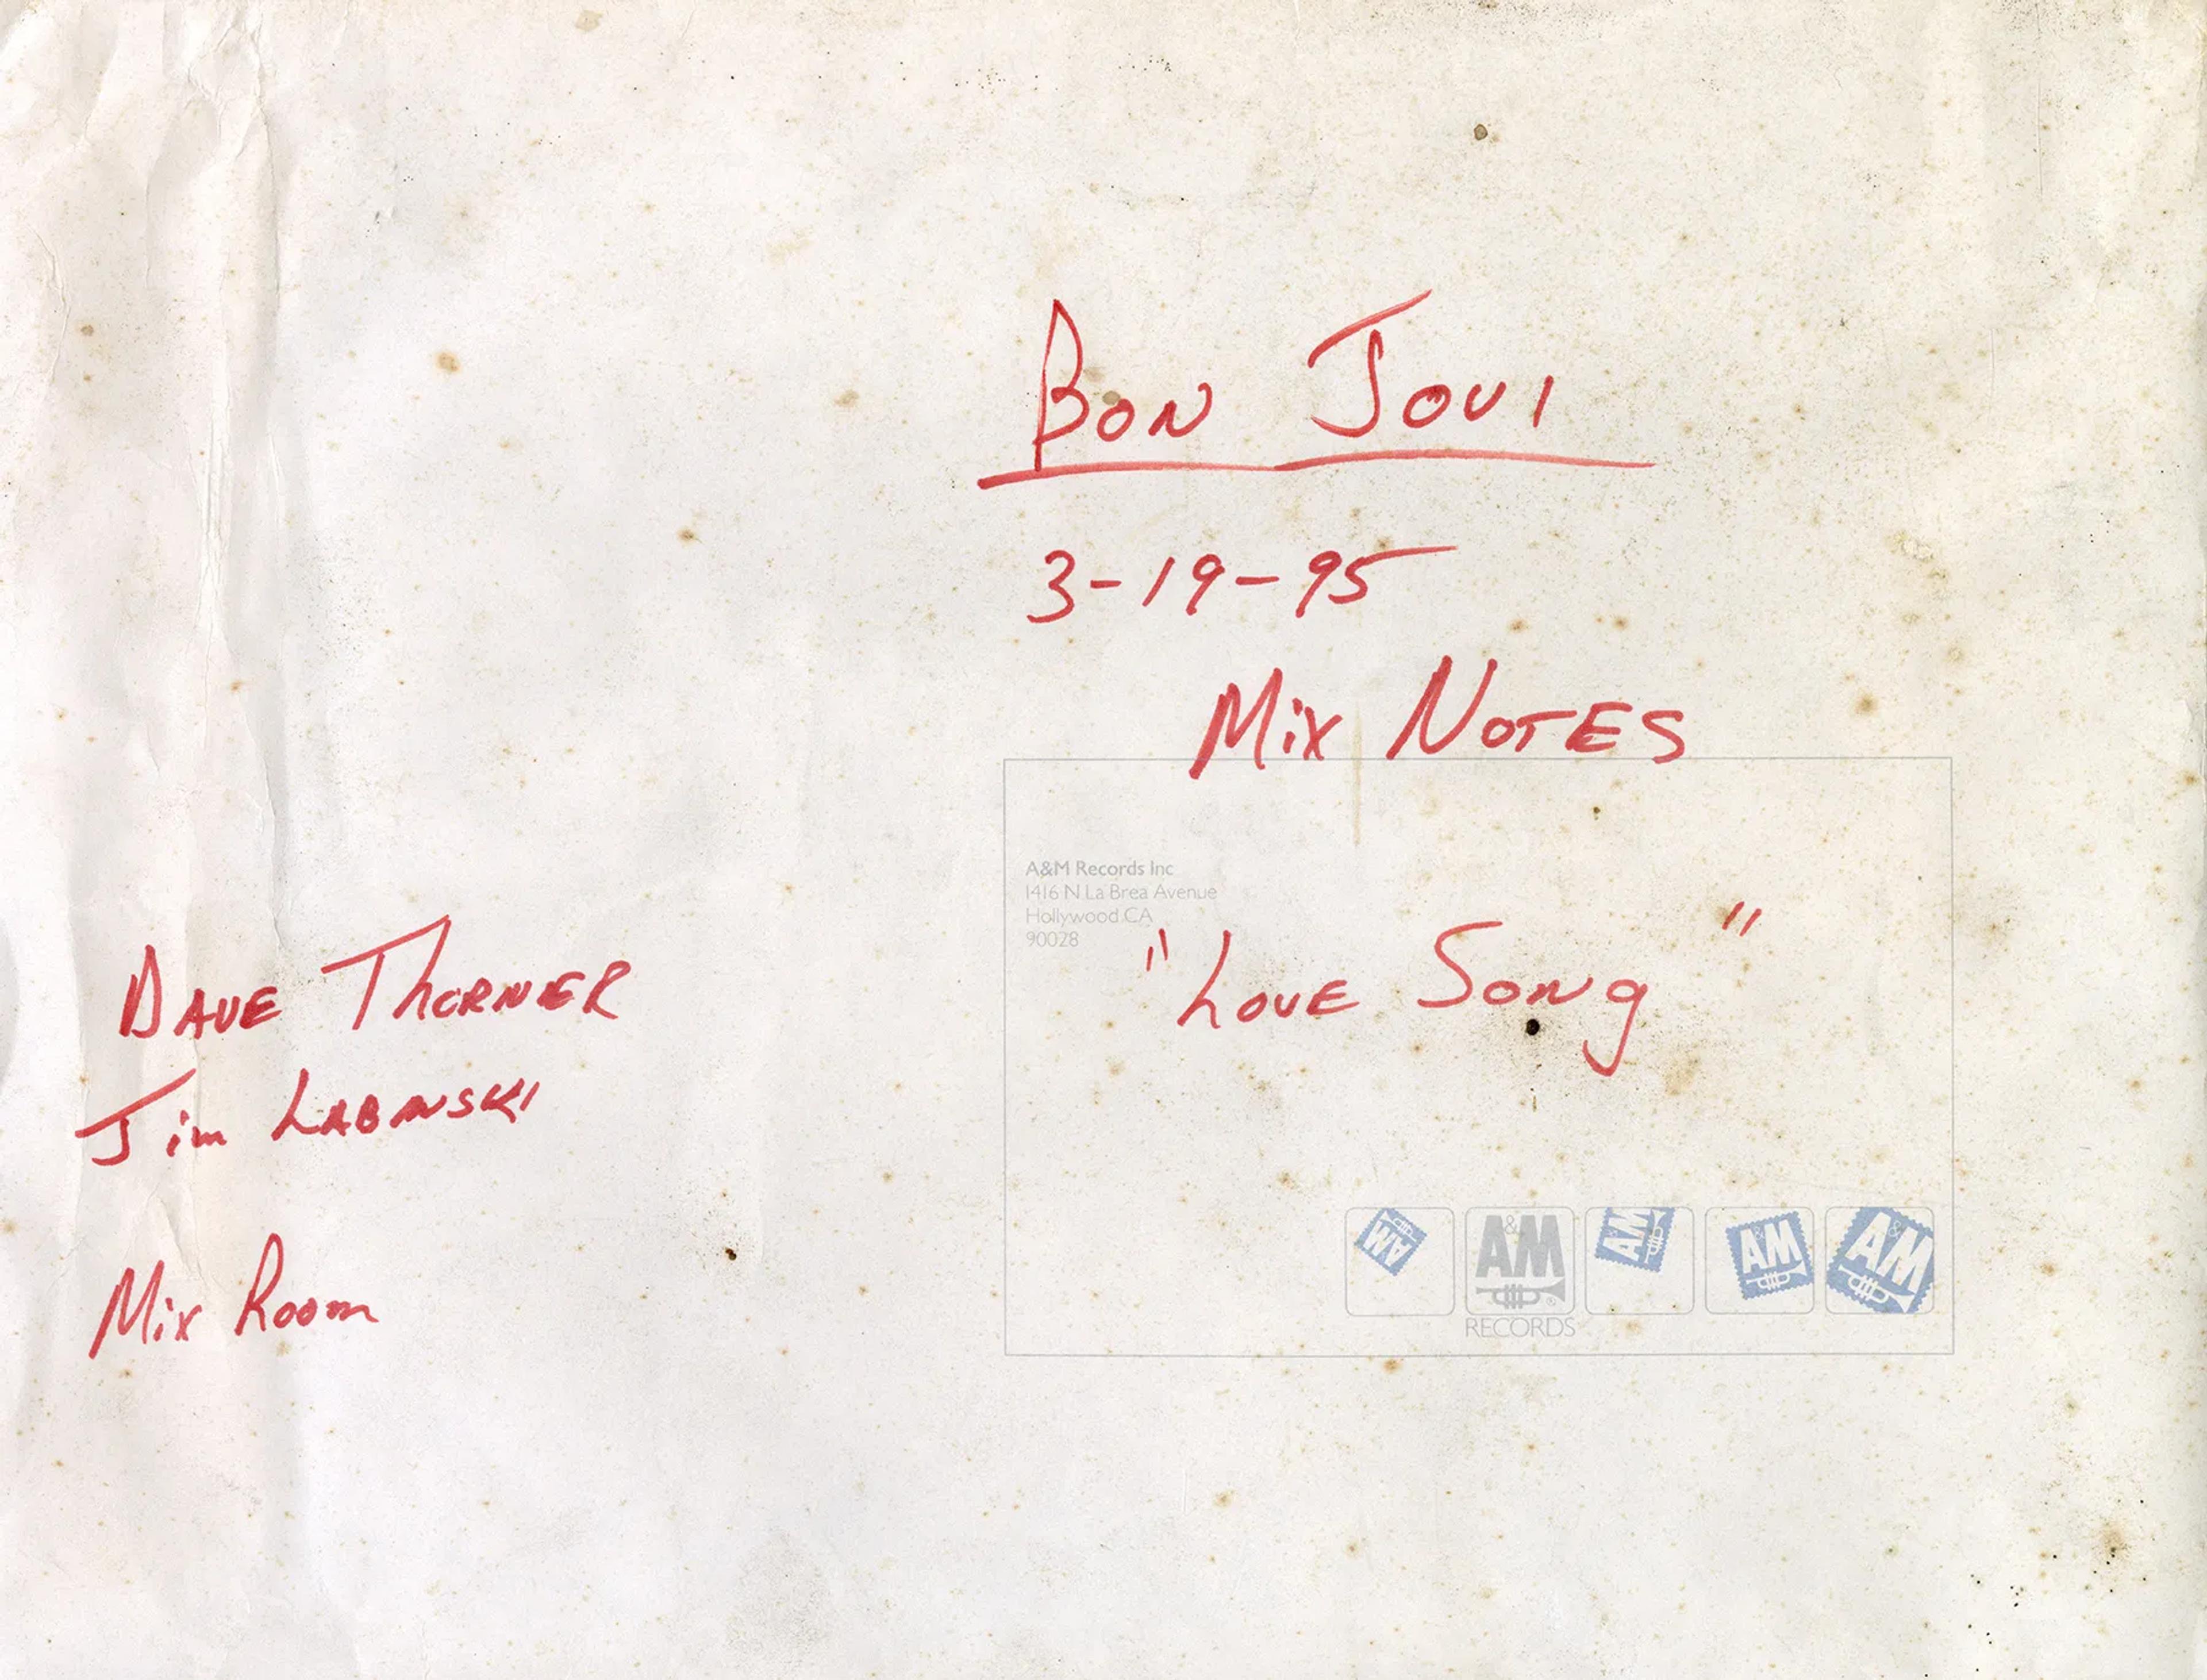 BON JOVI
3-19-95
Mix NOTES
A&M Records Inc
1416 N La Brea Avenue
Hollywood CA
90028
"LOVE SONg"
DAVE THORNER
Jim LABINSKI
Mix Room
A&M
A&M
A&M
A&M
A&M
RECORDS